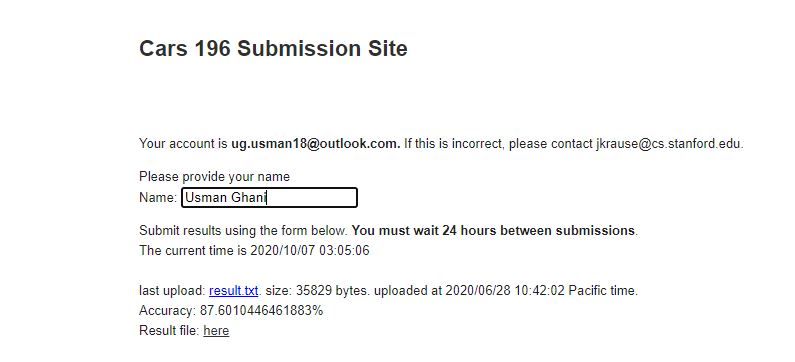 Cars 196 Submission Site
Your account is ug.usman18@outlook.com. If this is incorrect, please contact jkrause@cs.stanford.edu.
Please provide your name
Name: Usman Ghani
Submit results using the form below. You must wait 24 hours between submissions.
The current time is 2020/10/07 03:05:06
last upload: result.txt. size: 35829 bytes. uploaded at 2020/06/28 10:42:02 Pacific time.
Accuracy: 87.6010446461883%
Result file: here